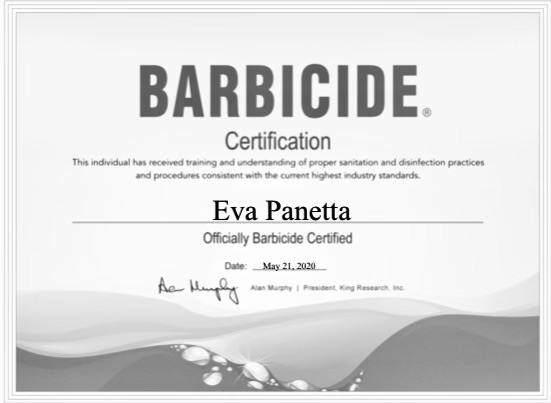 BARBICIDE®
Certification
This individual has received training and understanding of proper sanitation and disinfection practices
and procedures consistent with the current highest industry standards.
Eva Panetta
Officially Barbicide Certified
Date: May 21, 2020
Alan Murphy | President, King Research, Inc.